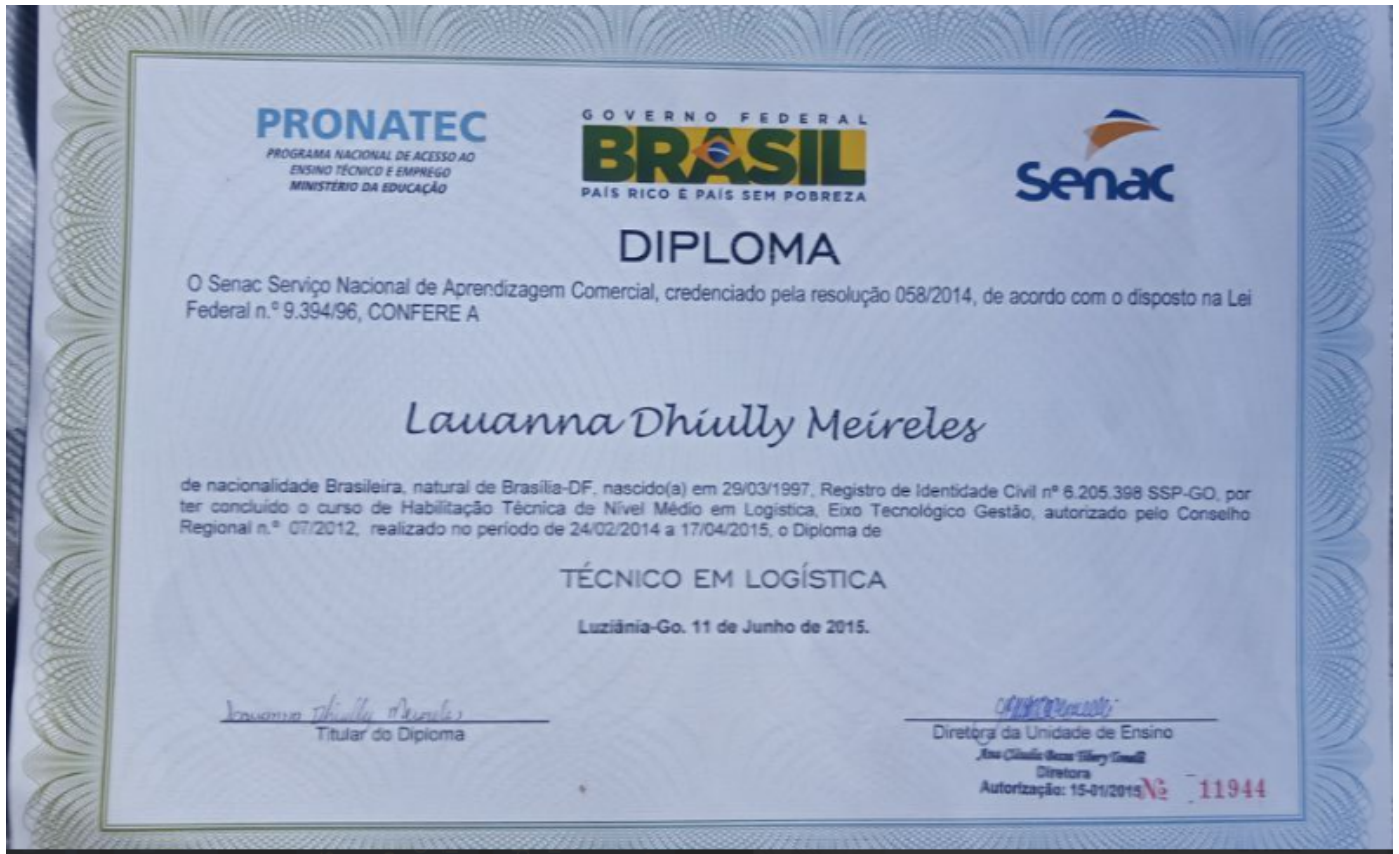 PRONATEC
PROGRAMA NACIONAL DE ACESSO AO
ENSINO TÉCNICO E EMPREGO
MINISTÉRIO DA EDUCAÇÃO
GOVERNO FEDERAL
BRASIL
PAÍS RICO É PAÍS SEM POBREZA
Senac
DIPLOMA
O Senac Serviço Nacional de Aprendizagem Comercial, credenciado pela resolução 058/2014, de acordo com o disposto na Lei
Federal n.º 9.394/96, CONFERE A
Lauanna Dhiully Meireles
de nacionalidade Brasileira, natural de Brasília-DF, nascido(a) em 29/03/1997, Registro de Identidade Civil nº 6.205.398 SSP-GO, por
ter concluído o curso de Habilitação Técnica de Nível Médio em Logística, Eixo Tecnológico Gestão, autorizado pelo Conselho
Regional n.º 07/2012, realizado no período de 24/02/2014 a 17/04/2015, o Diploma de
TÉCNICO EM LOGÍSTICA
Luziânia-Go. 11 de Junho de 2015.
Lauanna Dhiully Meireles
Titular do Diploma
Diretora da Unidade de Ensino
Ana Cláudia
Diretora
Autorização: 15-01/2015
Nº 11944